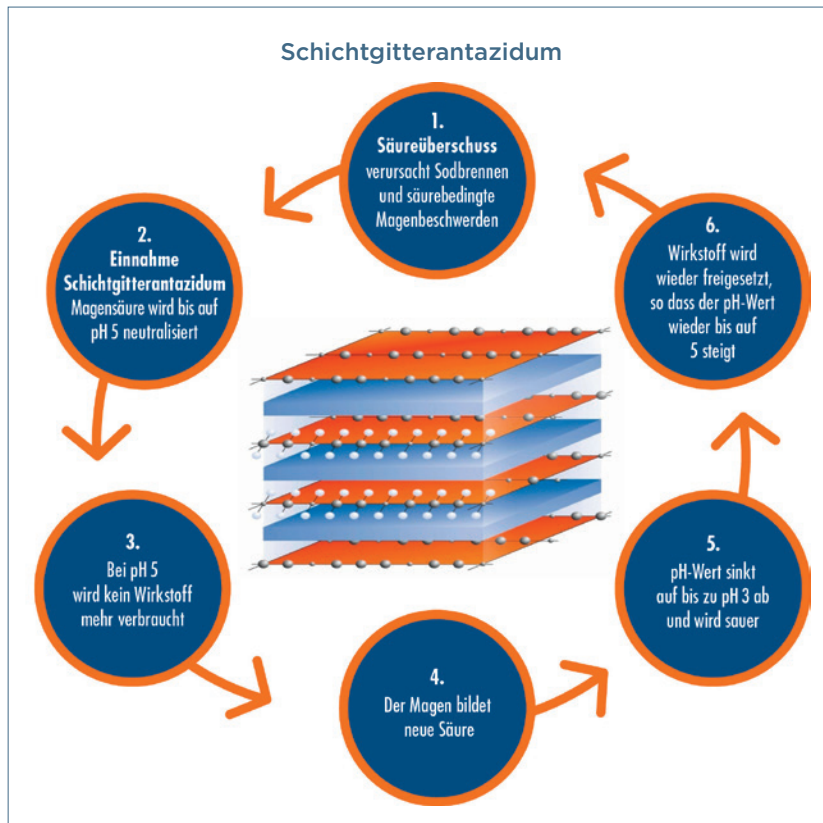 Schichtgitterantazidum
1.
Säureüberschuss
verursacht Sodbrennen
und säurebedingte
Magenbeschwerden
2.
Einnahme
Schichtgitterantazidum
Magensäure wird bis auf
pH 5 neutralisiert
3.
Bei pH 5
wird kein Wirkstoff
mehr verbraucht
4.
Der Magen bildet
neue Säure
5.
pH-Wert sinkt
auf bis zu pH 3 ab
und wird sauer
6.
Wirkstoff wird
wieder freigesetzt,
so dass der pH-Wert
wieder bis auf
5 steigt